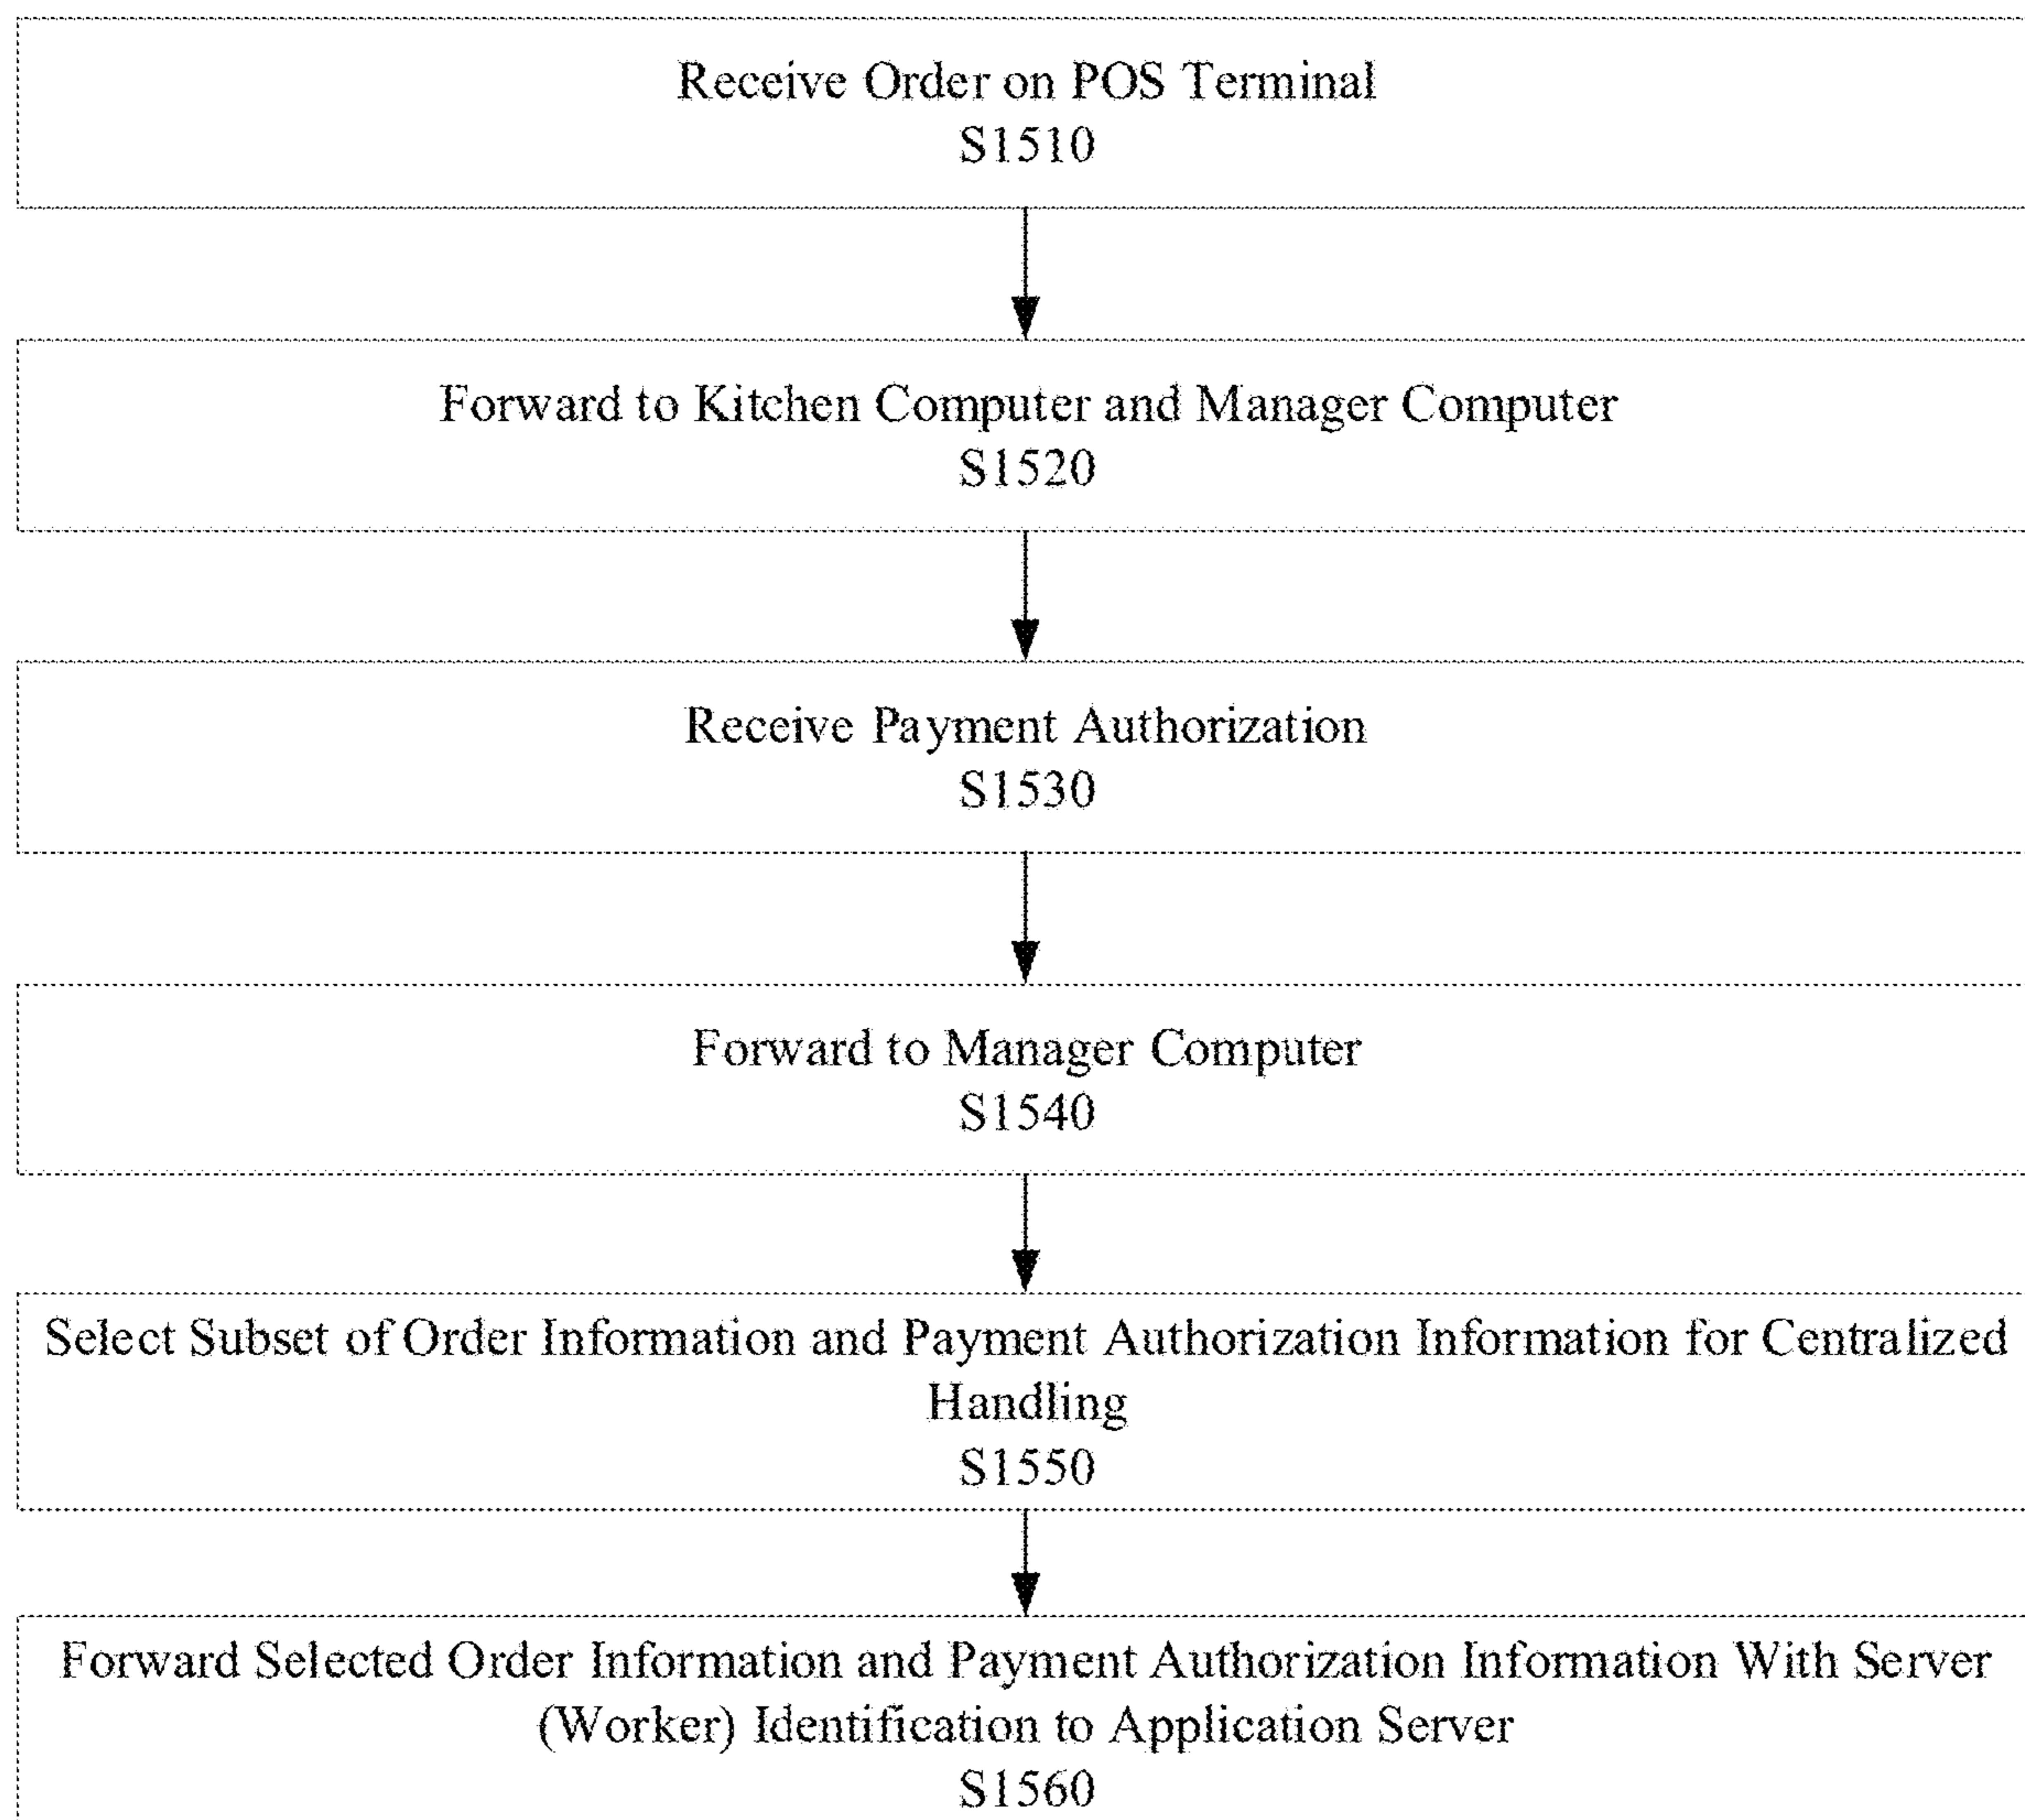 Receive Order on POS Terminal
S1510
Forward to Kitchen Computer and Manager Computer
S1520
Receive Payment Authorization
S1530
Forward to Manager Computer
S1540
Select Subset of Order Information and Payment Authorization Information for Centralized
Handling
S1550
Forward Selected Order Information and Payment Authorization Information With Server
(Worker) Identification to Application Server
S1560